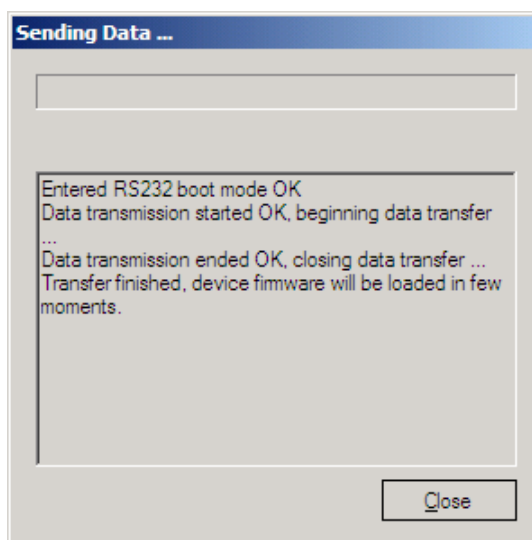 Sending Data ...
Entered RS232 boot mode OK
Data transmission started OK, beginning data transfer
...
Data transmission ended OK, closing data transfer ...
Transfer finished, device firmware will be loaded in few
moments.
Close